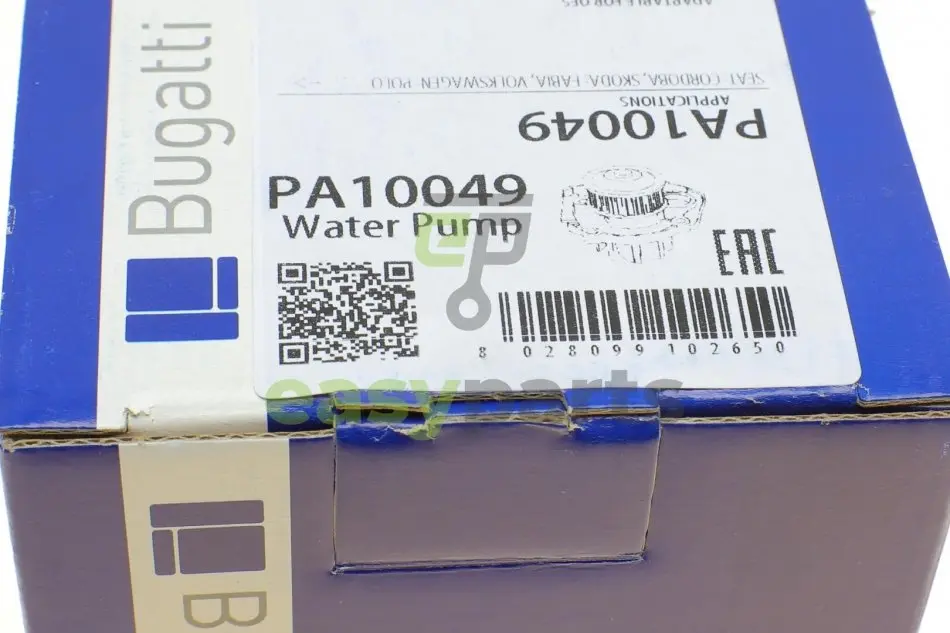 Bugatti
ADAPTABLE FOR OES
SEAT CORDOBA, SKODA FABIA, VOLKSWAGEN POLO
APPLICATIONS
PA10049
PA10049
Water Pump
EAC
8 028099 102650
easyparts
B